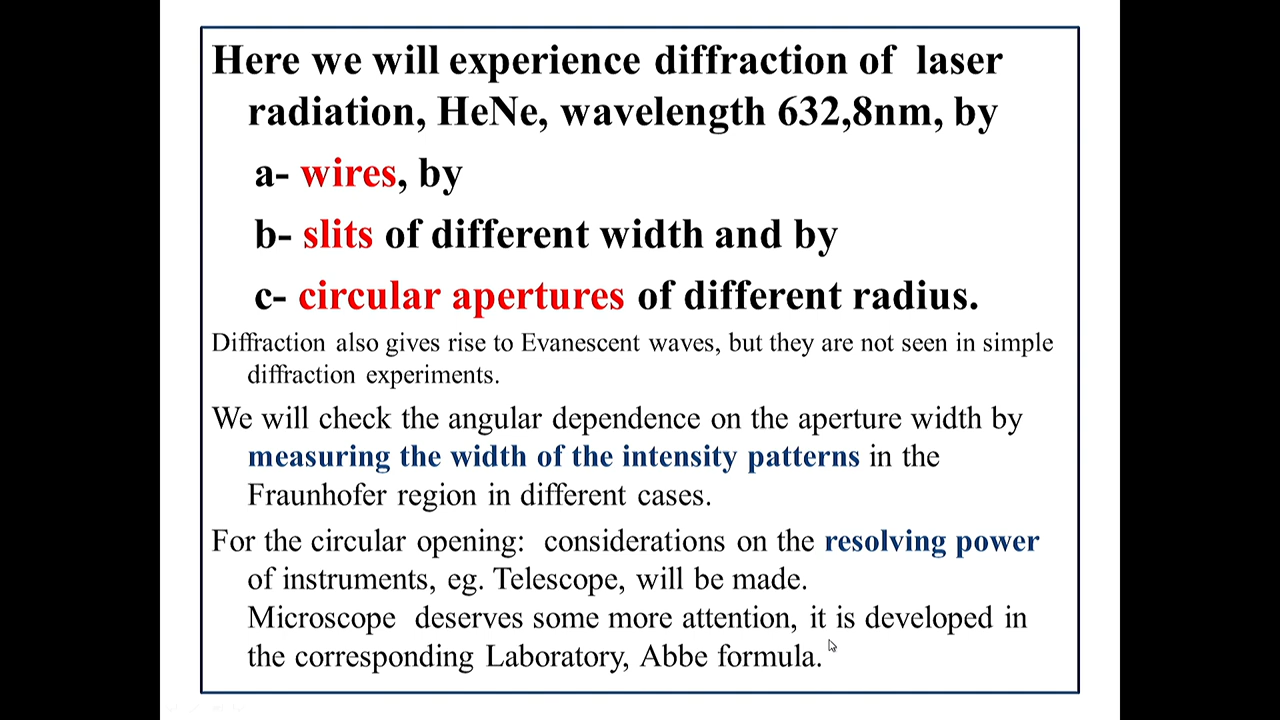 Here we will experience diffraction of laser
radiation, HeNe, wavelength 632,8nm, by
a- wires, by
b- slits of different width and by
c- circular apertures of different radius.
Diffraction also gives rise to Evanescent waves, but they are not seen in simple
diffraction experiments.
We will check the angular dependence on the aperture width by
measuring the width of the intensity patterns in the
Fraunhofer region in different cases.
For the circular opening: considerations on the resolving power
of instruments, eg. Telescope, will be made.
Microscope deserves some more attention, it is developed in
the corresponding Laboratory, Abbe formula.